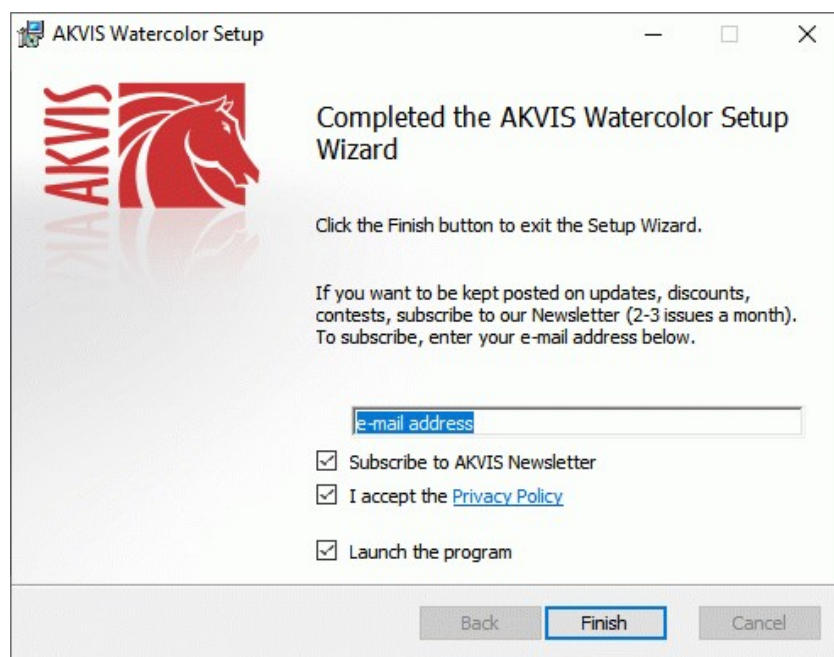 AKVIS Watercolor Setup
AKVIS
Completed the AKVIS Watercolor Setup
Wizard
Click the Finish button to exit the Setup Wizard.
If you want to be kept posted on updates, discounts,
contests, subscribe to our Newsletter (2-3 issues a month).
To subscribe, enter your e-mail address below.
e-mail address
Subscribe to AKVIS Newsletter
I accept the Privacy Policy
Launch the program
Back
Finish
Cancel